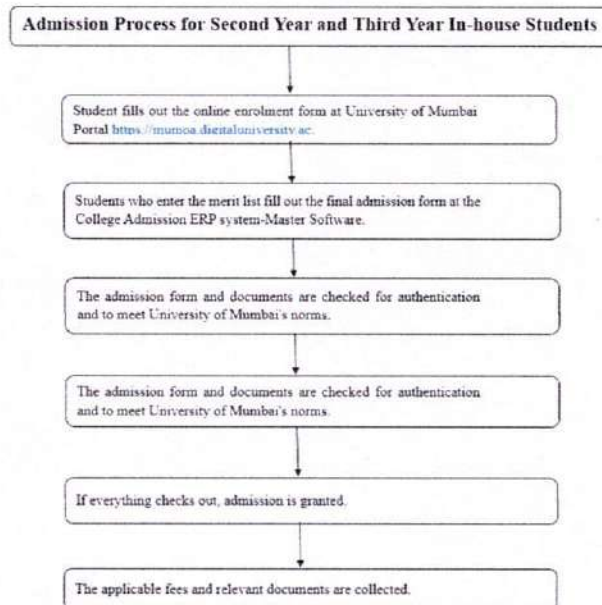 Admission Process for Second Year and Third Year In-house Students
Student fills out the online enrolment form at University of Mumbai
Portal https://mumoa.digitaluniversity.ac.
Students who enter the merit list fill out the final admission form at the
College Admission ERP system-Master Software.
The admission form and documents are checked for authentication
and to meet University of Mumbai's norms.
The admission form and documents are checked for authentication
and to meet University of Mumbai's norms.
If everything checks out, admission is granted.
The applicable fees and relevant documents are collected.